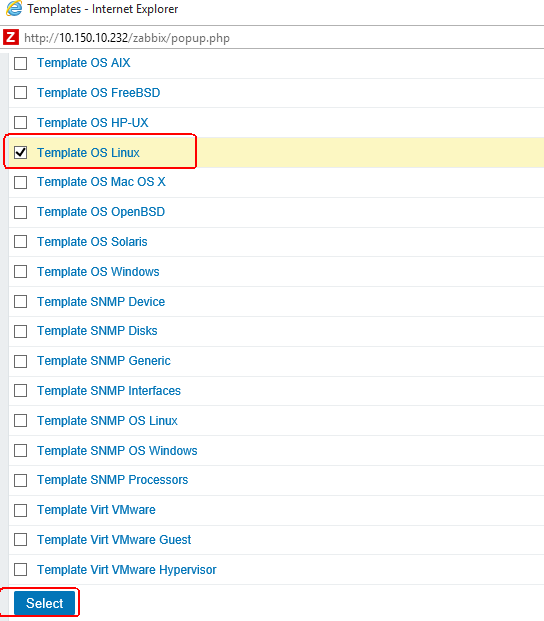 Templates - Internet Explorer
Z http://10.150.10.232/zabbix/popup.php
Template OS AIX
Template OS FreeBSD
Template OS HP-UX
Template OS Linux
Template OS Mac OS X
Template OS OpenBSD
Template OS Solaris
Template OS Windows
Template SNMP Device
Template SNMP Disks
Template SNMP Generic
Template SNMP Interfaces
Template SNMP OS Linux
Template SNMP OS Windows
Template SNMP Processors
Template Virt VMware
Template Virt VMware Guest
Template Virt VMware Hypervisor
Select